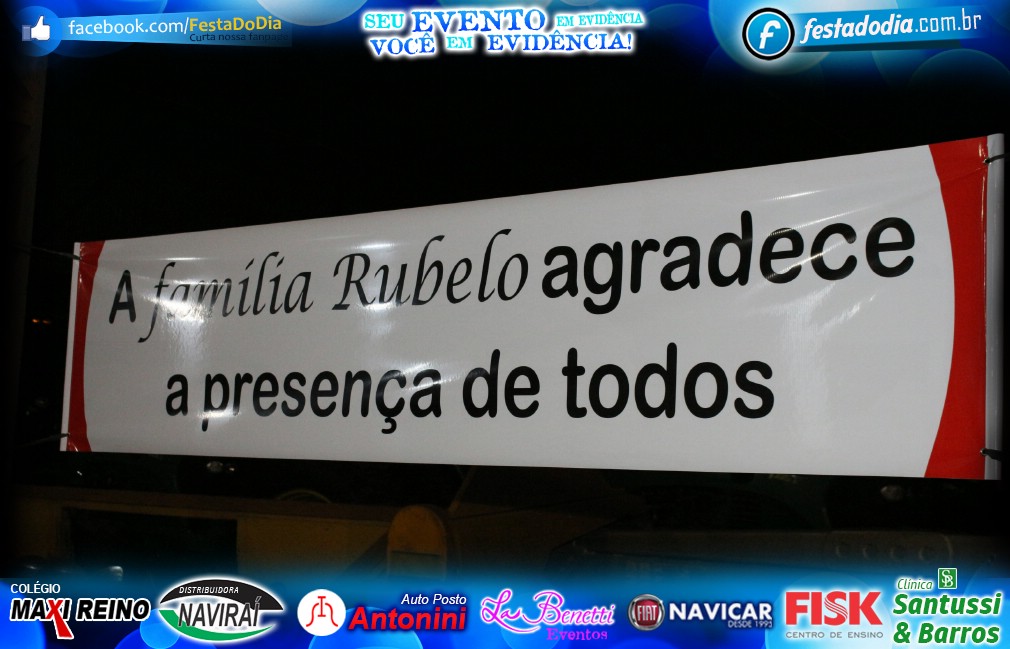 facebook.com/FestaDoDia
Curta nossa fanpage
SEU EVENTO EM EVIDÊNCIA
VOCÊ EM EVIDÊNCIA!
f festadodia.com.br
A família Rubelo agradece
a presença de todos
COLÉGIO
MAXI REINO
DISTRIBUIDORA
NAVIRAÍ
Auto Posto
Antonini
La Benetti
Eventos
FIAT
NAVICAR
DESDE 1993
FISK
CENTRO DE ENSINO
Clínica SB
Santussi
& Barros